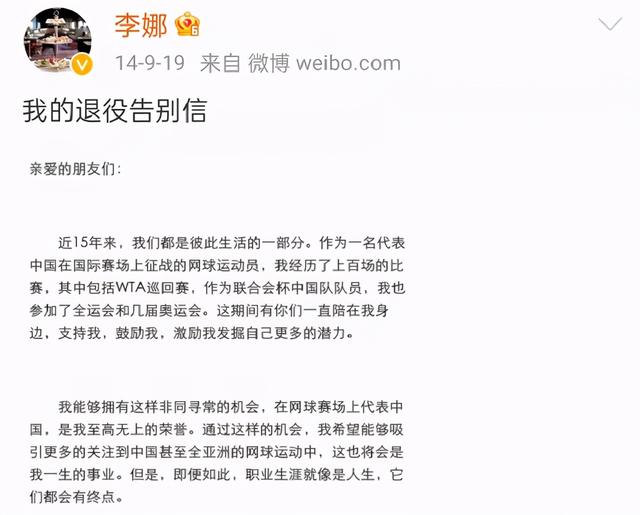 李娜
14-9-19 来自 微博 weibo.com
我的退役告别信
亲爱的朋友们：
近15年来，我们都是彼此生活的一部分。作为一名代表
中国在国际赛场上征战的网球运动员，我经历了上百场的比
赛，其中包括WTA巡回赛，作为联合会杯中国队队员，我也
参加了全运会和几届奥运会。这期间有你们一直陪在我身
边，支持我，鼓励我，激励我发掘自己更多的潜力。
我能够拥有这样非同寻常的机会，在网球赛场上代表中
国，是我至高无上的荣誉。通过这样的机会，我希望能够吸
引更多的关注到中国甚至全亚洲的网球运动中，这也将会是
我一生的事业。但是，即便如此，职业生涯就像是人生，它
们都会有终点。